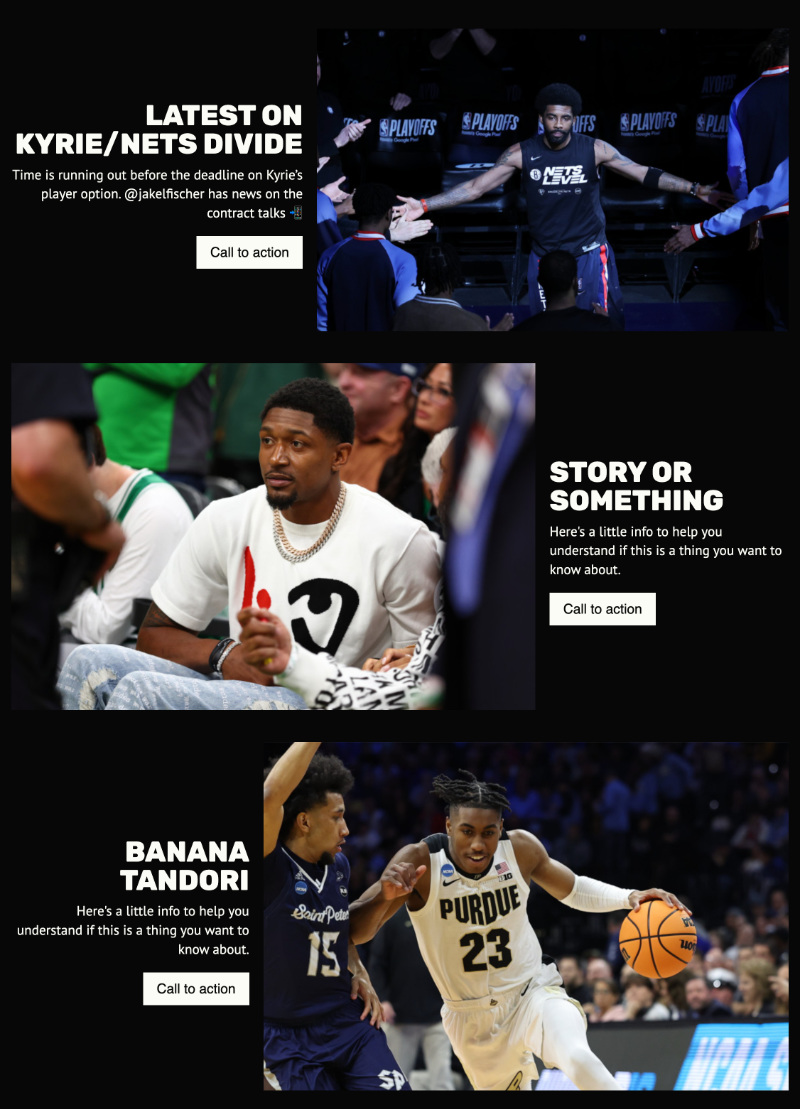 LATEST ON
KYRIE/NETS DIVIDE
Time is running out before the deadline on Kyrie's
player option. @jakelfischer has news on the
contract talks 📲
Call to action
PLAYOFFS
PLAYOFFS
PLAYOFFS
NETS
LEVEL
STORY OR
SOMETHING
Here's a little info to help you
understand if this is a thing you want to
know about.
Call to action
BANANA
TANDORI
Here's a little info to help you
understand if this is a thing you want to
know about.
Call to action
15
SP
PURDUE
23